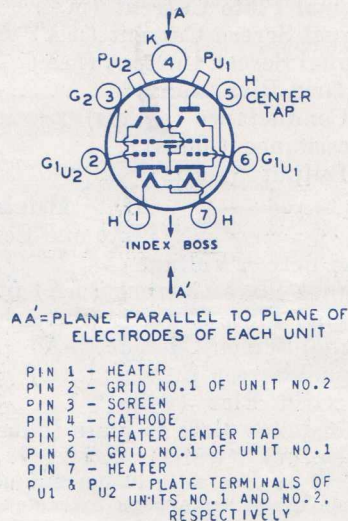 A
K
PU2 4 PU1
G2 3 5 H
CENTER
TAP
G1U2 2 6 G1U1
H 1 7 H
INDEX BOSS
A'
AA'=PLANE PARALLEL TO PLANE OF
ELECTRODES OF EACH UNIT
PIN 1 - HEATER
PIN 2 - GRID NO.1 OF UNIT NO.2
PIN 3 - SCREEN
PIN 4 - CATHODE
PIN 5 - HEATER CENTER TAP
PIN 6 - GRID NO.1 OF UNIT NO.1
PIN 7 - HEATER
PU1 & PU2 - PLATE TERMINALS OF
UNITS NO.1 AND NO.2,
RESPECTIVELY